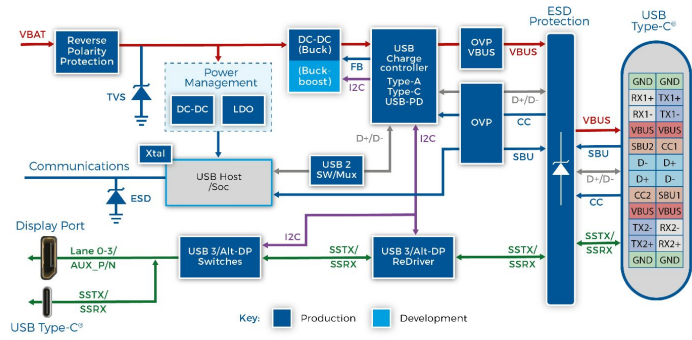 VBAT
Reverse
Polarity
Protection
TVS
Power
Management
DC-DC
LDO
DC-DC
(Buck)
(Buck-
boost)
FB
I2C
USB
Charge
controller
Type-A
Type-C
USB-PD
OVP
VBUS
VBUS
ESD
Protection
USB
Type-C®
D+/D-
CC
OVP
SBU
I2C
D+/D-
Xtal
USB Host
/Soc
USB 2
SW/Mux
Communications
ESD
VBUS
SBU
D+/D-
CC
SSTX/
SSRX
GND GND
RX1+ TX1+
RX1- TX1-
VBUS VBUS
SBU2 CC1
D- D+
D+ D-
CC2 SBU1
VBUS VBUS
TX2- RX2-
TX2+ RX2+
GND GND
Display Port
Lane 0-3/
AUX_P/N
SSTX/
SSRX
USB Type-C®
USB 3/Alt-DP
Switches
I2C
SSTX/
SSRX
USB 3/Alt-DP
ReDriver
SSTX/
SSRX
Key: Production Development